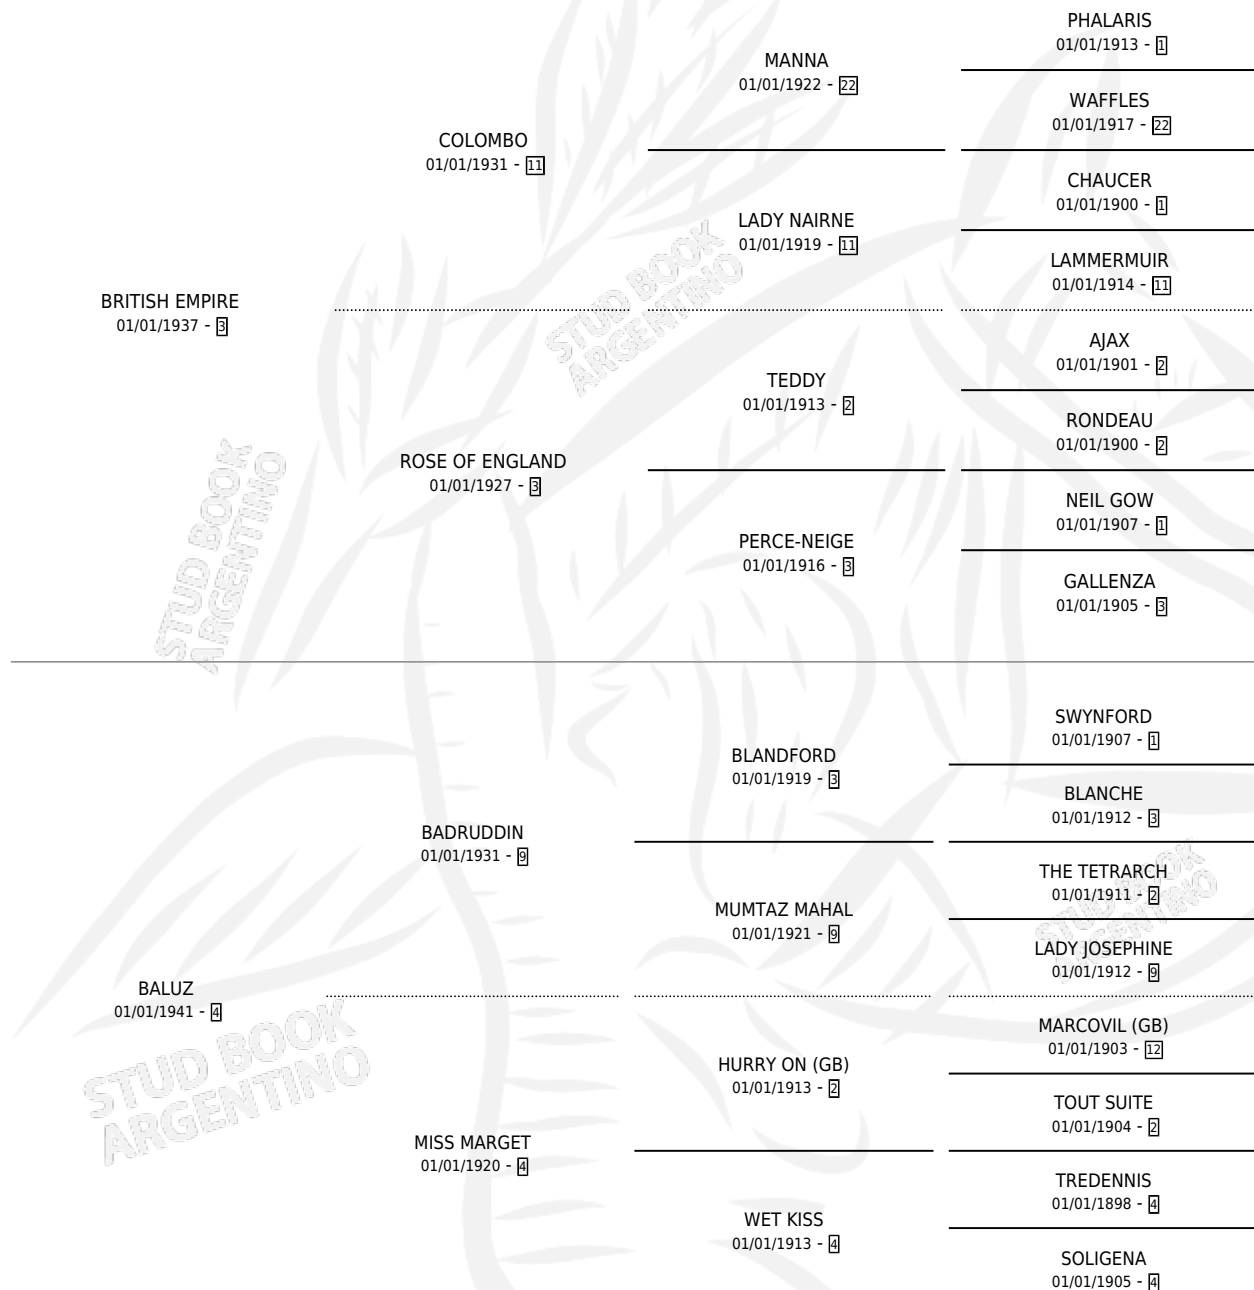 PHALARIS
01/01/1913 - 1
MANNA
01/01/1922 - 22
WAFFLES
01/01/1917 - 22
COLOMBO
01/01/1931 - 11
CHAUCER
01/01/1900 - 1
LADY NAIRNE
01/01/1919 - 11
LAMMERMUIR
01/01/1914 - 11
STUD BOOK
ARGENTINO
BRITISH EMPIRE
01/01/1937 - 3
AJAX
01/01/1901 - 2
TEDDY
01/01/1913 - 2
RONDEAU
01/01/1900 - 2
ROSE OF ENGLAND
01/01/1927 - 3
NEIL GOW
01/01/1907 - 1
PERCE-NEIGE
01/01/1916 - 3
GALLENZA
01/01/1905 - 3
STUD BOOK
ARGENTINO
SWYNFORD
01/01/1907 - 1
BLANDFORD
01/01/1919 - 3
BLANCHE
01/01/1912 - 3
BADRUDDIN
01/01/1931 - 9
THE TETRARCH
01/01/1911 - 2
MUMTAZ MAHAL
01/01/1921 - 9
LADY JOSEPHINE
01/01/1912 - 9
STUD BOOK
ARGENTINO
BALUZ
01/01/1941 - 4
MARCOVIL (GB)
01/01/1903 - 12
HURRY ON (GB)
01/01/1913 - 2
TOUT SUITE
01/01/1904 - 2
STUD BOOK
ARGENTINO
MISS MARGET
01/01/1920 - 4
TREDENNIS
01/01/1898 - 4
WET KISS
01/01/1913 - 4
SOLIGENA
01/01/1905 - 4